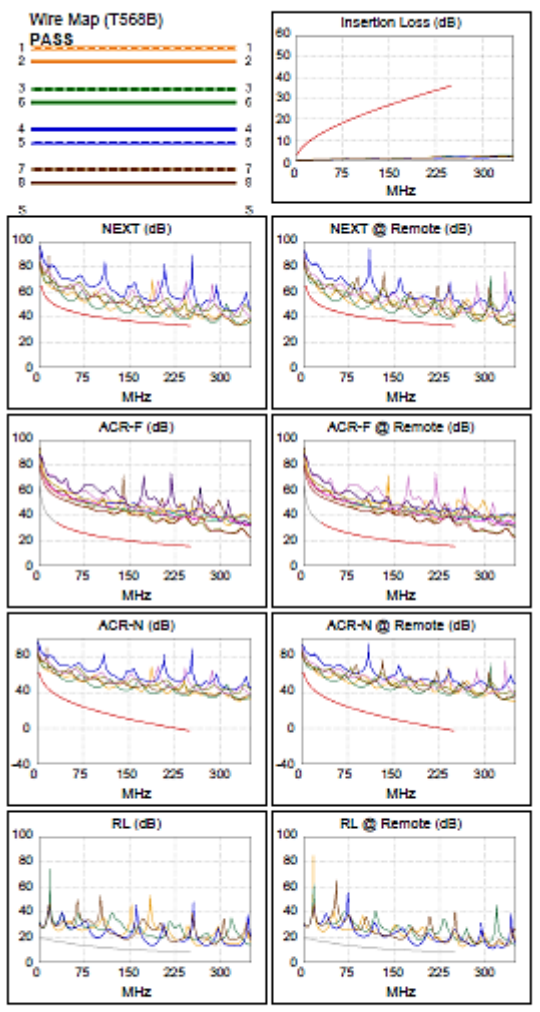 Wire Map (T568B)
PASS
1 1
2 2
3 3
6 6
4 4
5 5
7 7
8 8
S S
Insertion Loss (dB)
60
50
40
30
20
10
0
0 75 150 225 300
MHz
NEXT (dB)
100
80
60
40
20
0
0 75 150 225 300
MHz
NEXT @ Remote (dB)
100
80
60
40
20
0
0 75 150 225 300
MHz
ACR-F (dB)
100
80
60
40
20
0
0 75 150 225 300
MHz
ACR-F @ Remote (dB)
100
80
60
40
20
0
0 75 150 225 300
MHz
ACR-N (dB)
80
40
0
-40
0 75 150 225 300
MHz
ACR-N @ Remote (dB)
80
40
0
-40
0 75 150 225 300
MHz
RL (dB)
100
80
60
40
20
0
0 75 150 225 300
MHz
RL @ Remote (dB)
100
80
60
40
20
0
0 75 150 225 300
MHz